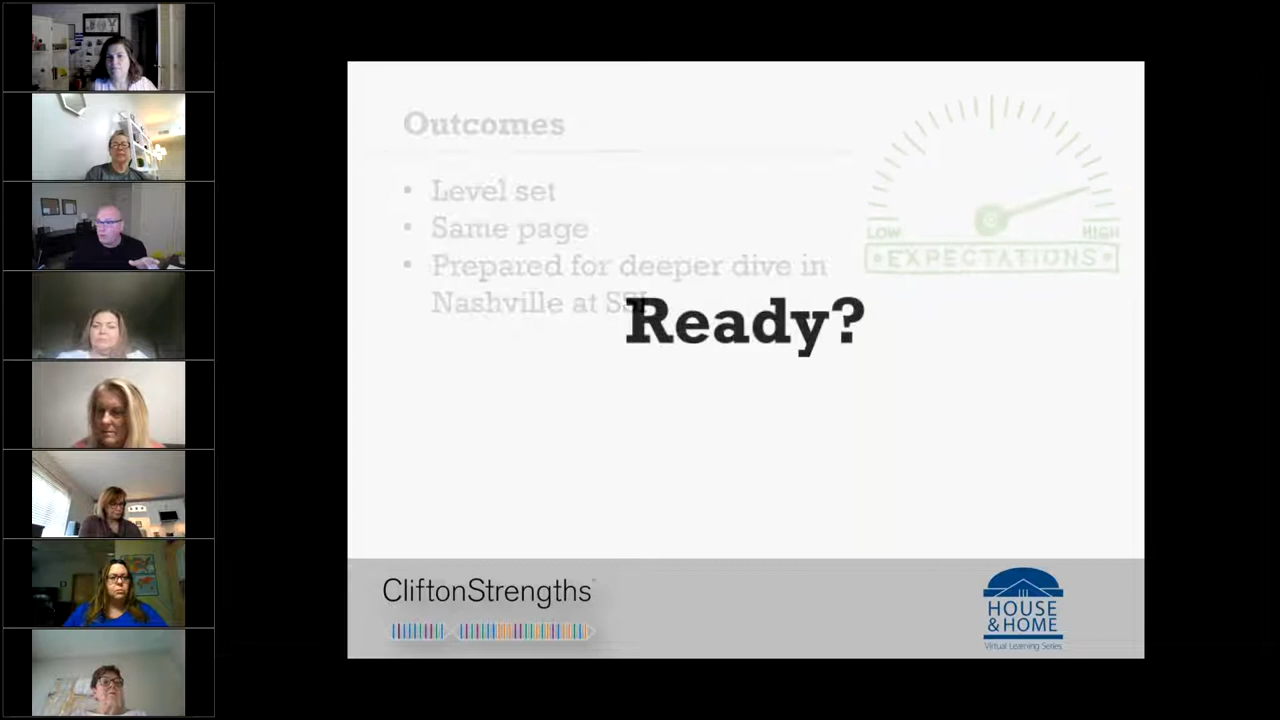 Outcomes
• Level set
• Same page
• Prepared for deeper dive in
Nashville at SSI
Ready?
LOW
HIGH
•EXPECTATIONS•
CliftonStrengths
HOUSE
& HOME
Virtual Learning Series